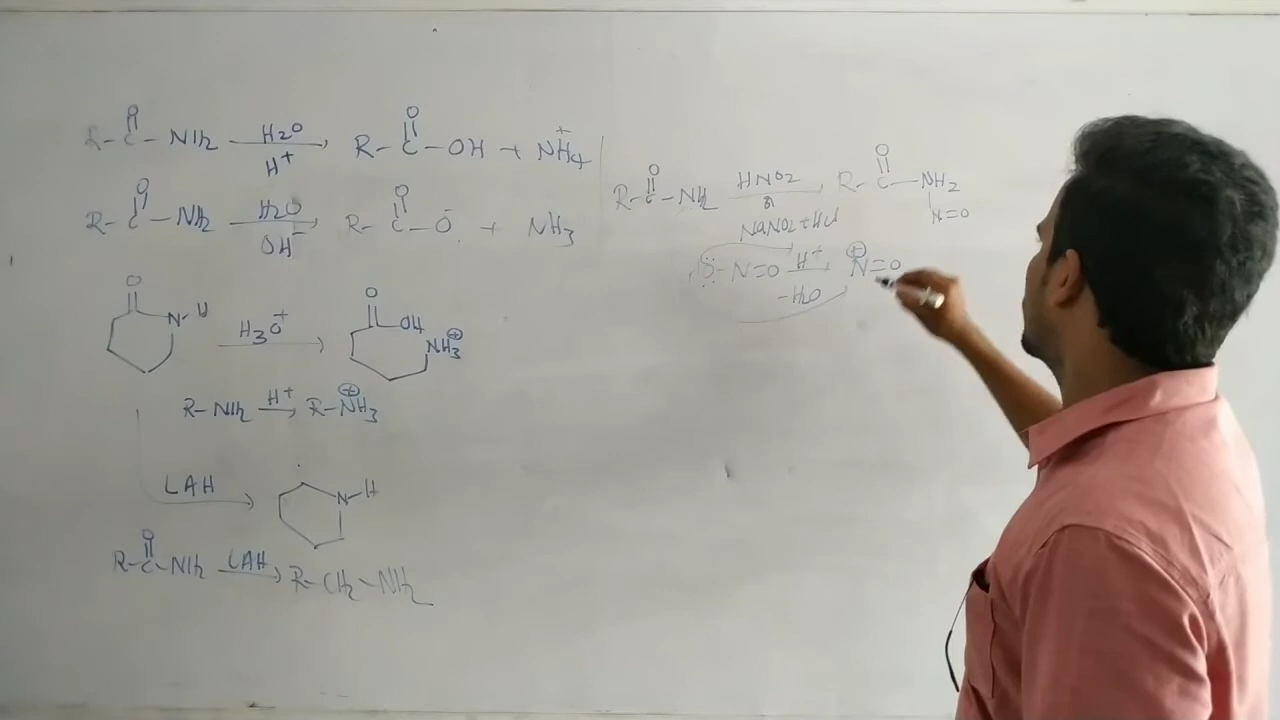 O
R-C-NH2 H2O H+ → R-C(=O)-OH + NH4+
R-C(=O)-NH2 H2O OH- → R-C(=O)-O- + NH3
O N-H H3O+ → O OH NH3⊕
R-NH2 H+ → R-NH3⊕
LAH → N-H
R-C(=O)-NH2 LAH → R-CH2-NH2
R-C(=O)-NH2 HNO2 or NaNO2+HCl → R-C(=O)-NH2
N=O
O-N=O H+ -H2O → N⊕=O